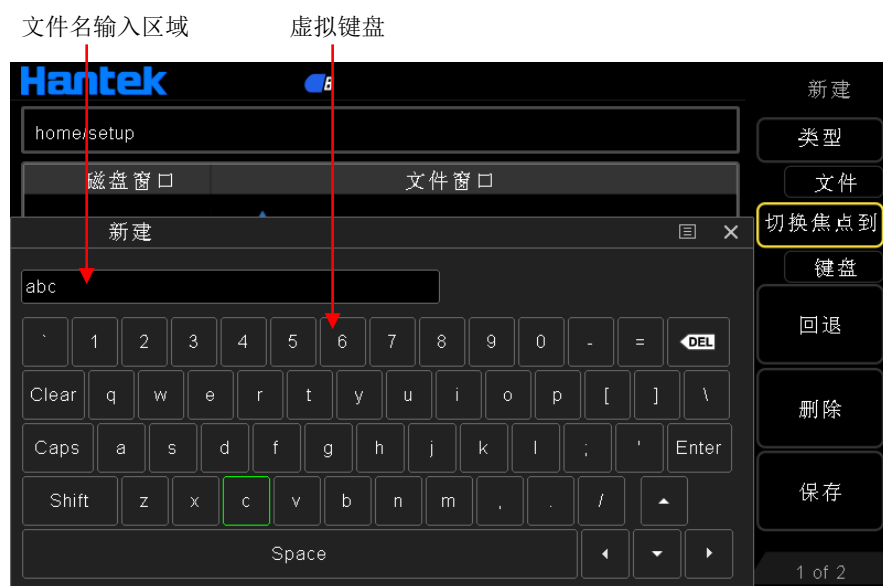 文件名输入区域 虚拟键盘
Hantek
新建
home/setup
类型
磁盘窗口 文件窗口
文件
切换焦点到
新建
键盘
abc
` 1 2 3 4 5 6 7 8 9 0 - = DEL
回退
Clear q w e r t y u i o p [ ] \
删除
Caps a s d f g h j k l ; ' Enter
Shift z x c v b n m , . /
保存
Space
1 of 2